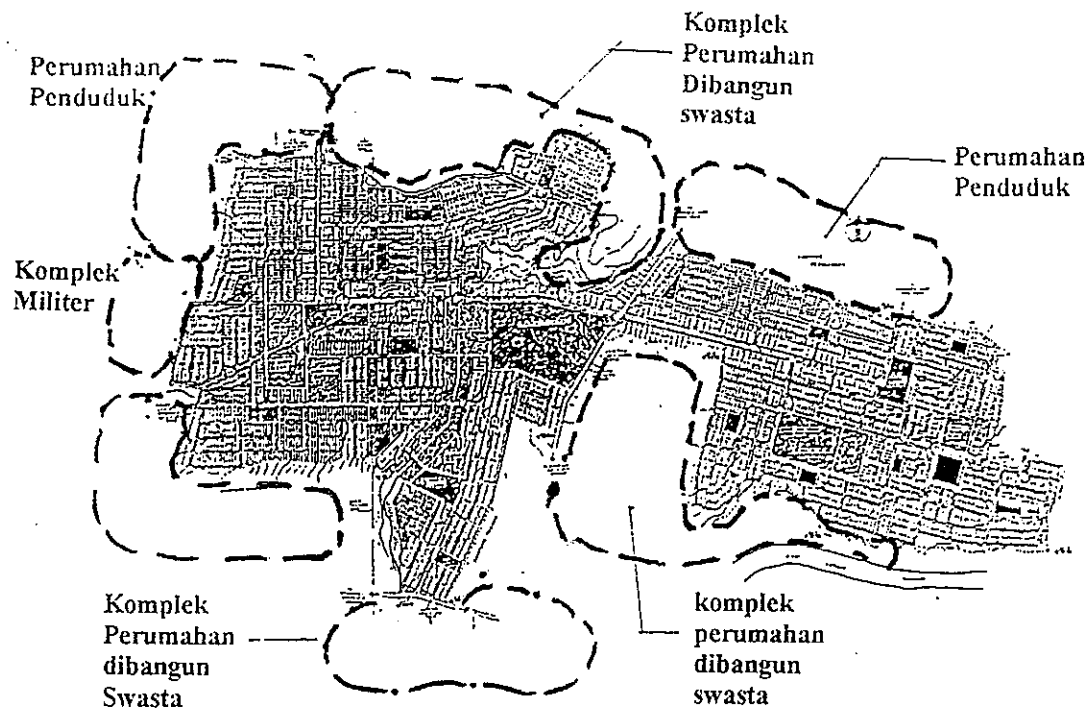 Komplek
Perumahan
Dibangun
swasta
Perumahan
Penduduk
Perumahan
Penduduk
Komplek
Militer
Komplek
Perumahan
dibangun
Swasta
komplek
perumahan
dibangun
swasta